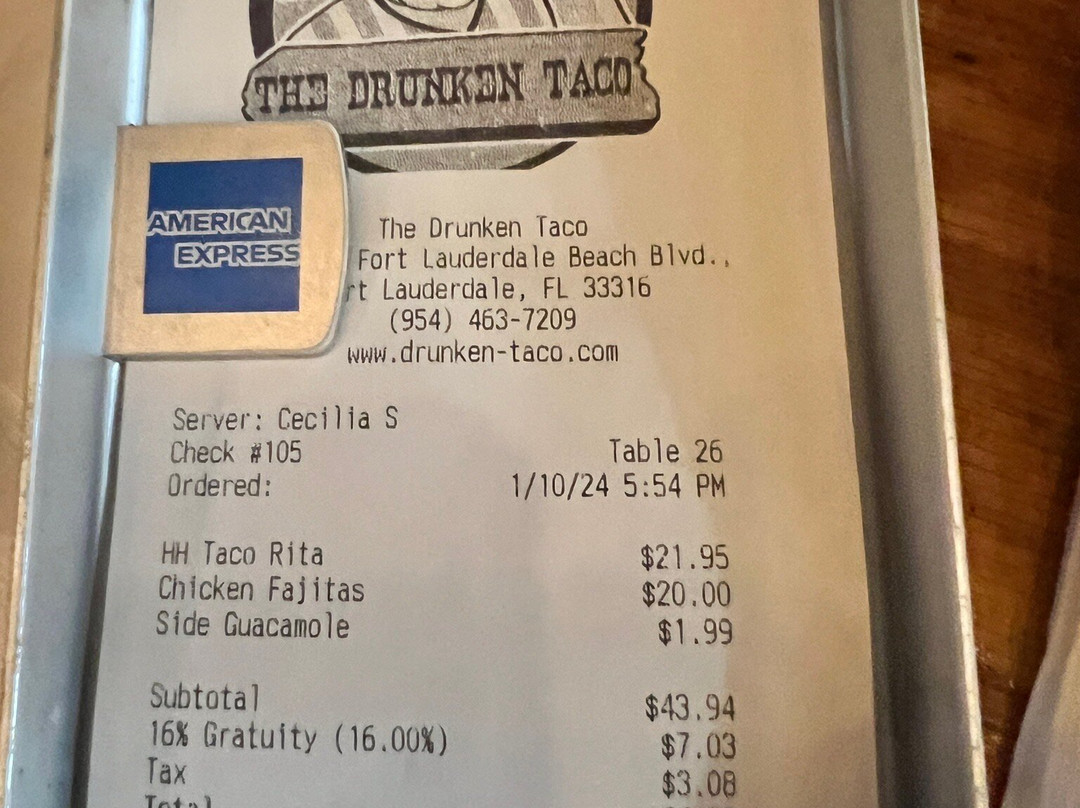 THE DRUNKEN TACO
AMERICAN
EXPRESS
The Drunken Taco
Fort Lauderdale Beach Blvd.,
rt Lauderdale, FL 33316
(954) 463-7209
www.drunken-taco.com
Server: Cecilia S
Check #105 Table 26
Ordered: 1/10/24 5:54 PM
HH Taco Rita $21.95
Chicken Fajitas $20.00
Side Guacamole $1.99
Subtotal $43.94
16% Gratuity (16.00%) $7.03
Tax $3.08
Total